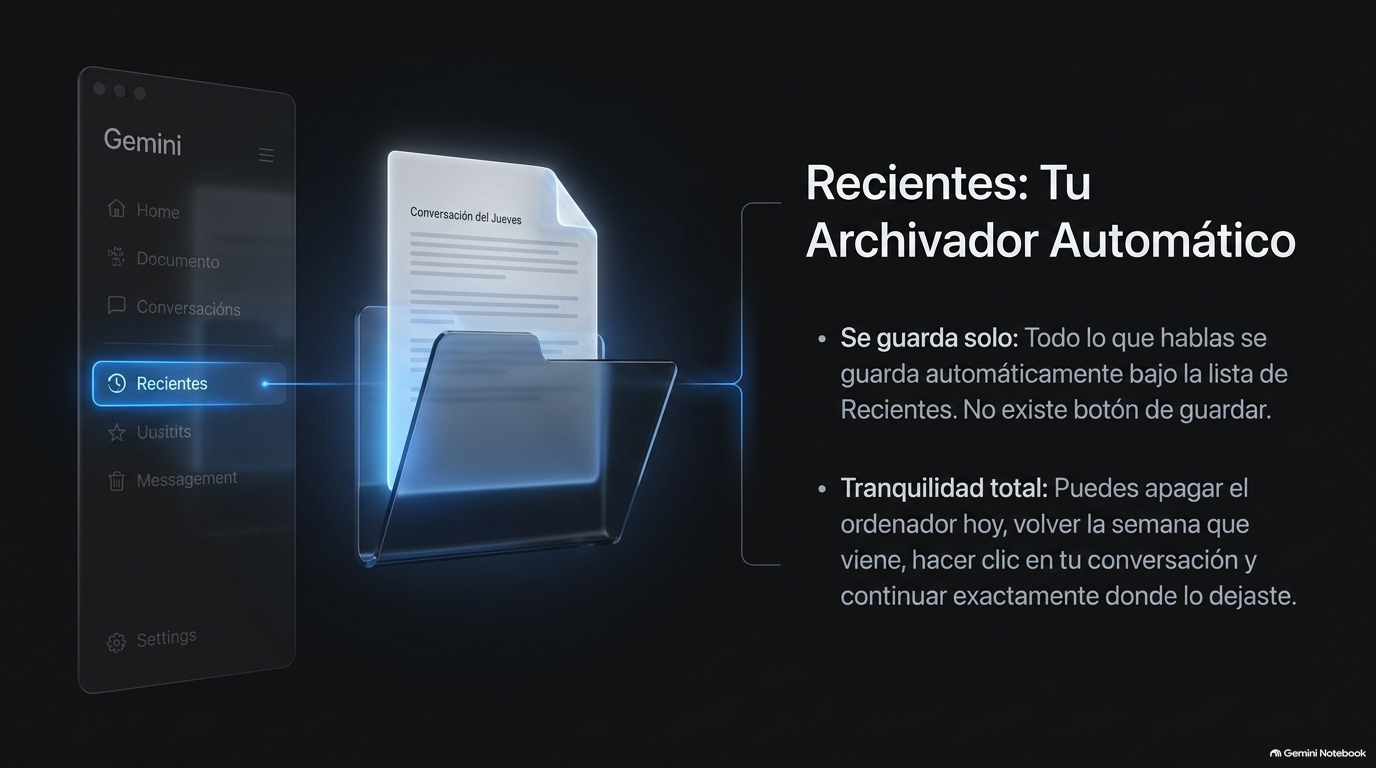 Gemini
Home
Documento
Conversacións
Recientes
Messagement
Settings
Conversación del Jueves
Recientes: Tu
Archivador Automático
• Se guarda solo: Todo lo que hablas se
guarda automáticamente bajo la lista de
Recientes. No existe botón de guardar.
• Tranquilidad total: Puedes apagar el
ordenador hoy, volver la semana que
viene, hacer clic en tu conversación y
continuar exactamente donde lo dejaste.
Gemini Notebook